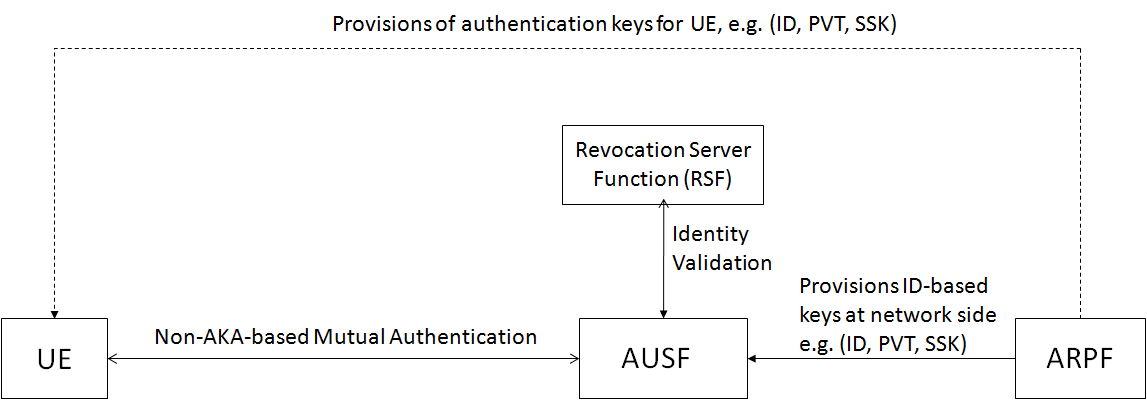 Provisions of authentication keys for UE, e.g. (ID, PVT, SSK)
Revocation Server
Function (RSF)
Identity
Validation
Provisions ID-based
keys at network side
e.g. (ID, PVT, SSK)
Non-AKA-based Mutual Authentication
UE
AUSF
ARPF